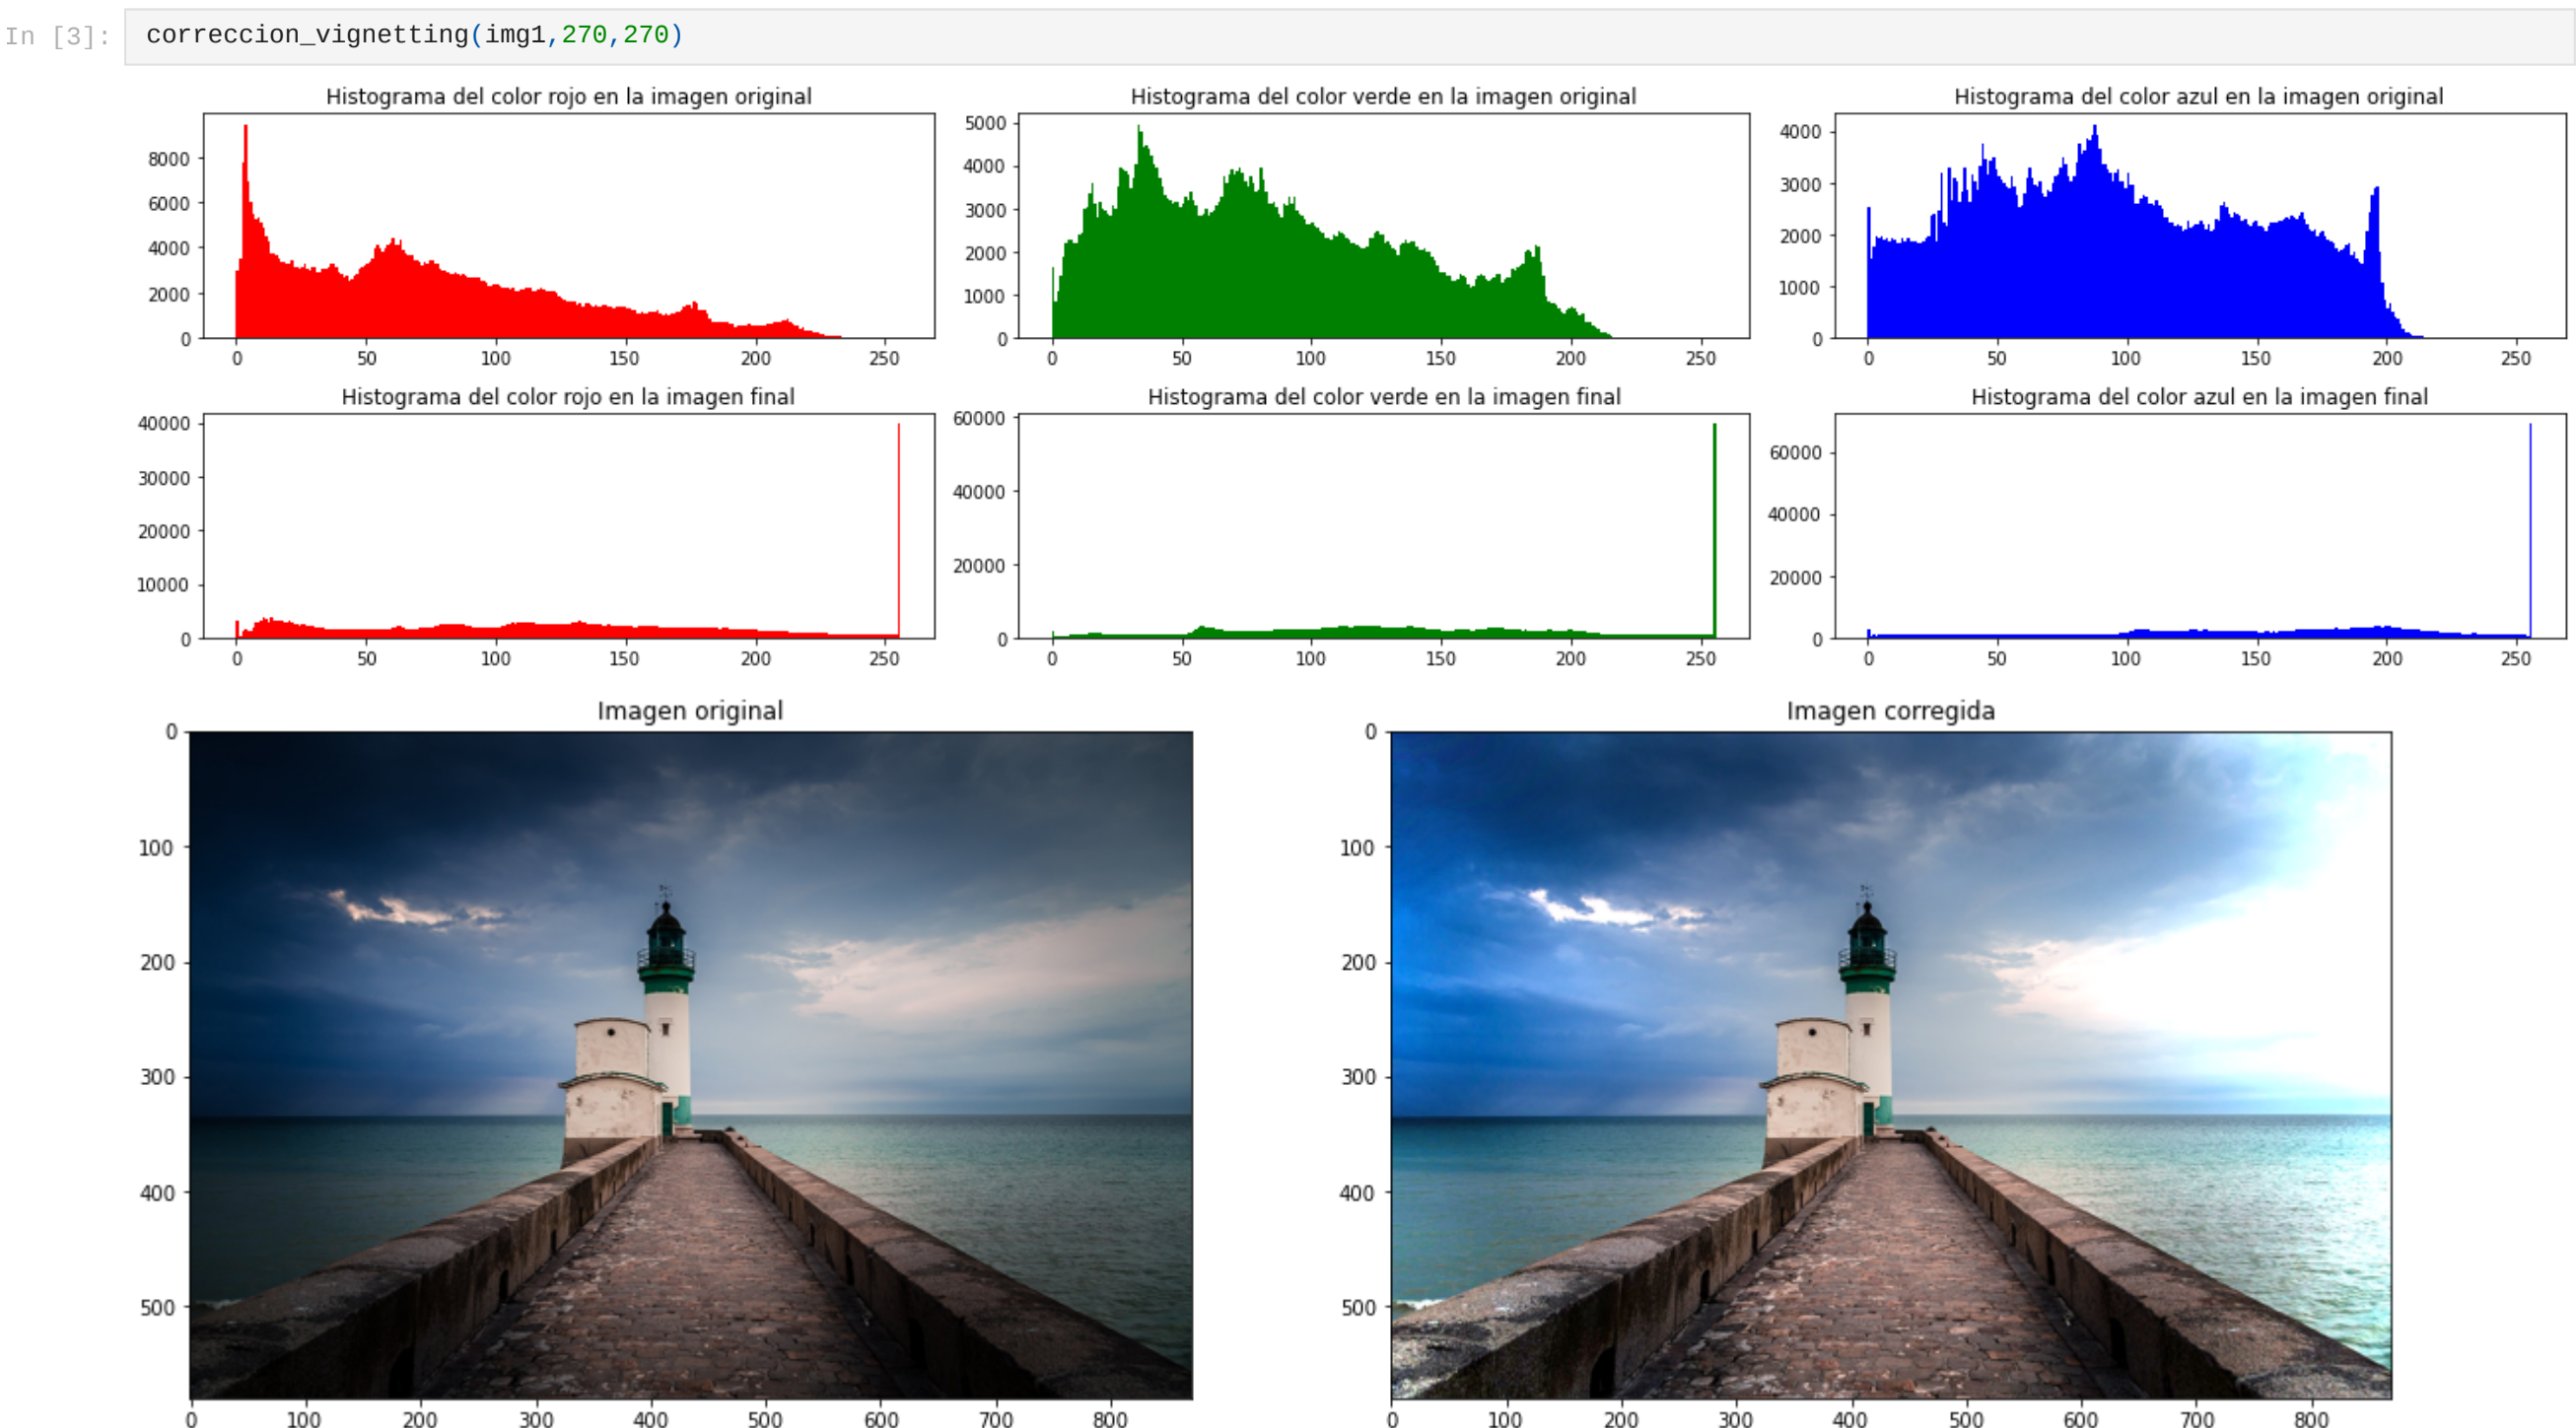 In [3]: correccion_vignetting(img1,270,270)
Histograma del color rojo en la imagen original
Histograma del color verde en la imagen original
Histograma del color azul en la imagen original
8000
6000
4000
2000
0
0 50 100 150 200 250
5000
4000
3000
2000
1000
0
0 50 100 150 200 250
4000
3000
2000
1000
0
0 50 100 150 200 250
Histograma del color rojo en la imagen final
Histograma del color verde en la imagen final
Histograma del color azul en la imagen final
40000
30000
20000
10000
0
0 50 100 150 200 250
60000
40000
20000
0
0 50 100 150 200 250
60000
40000
20000
0
0 50 100 150 200 250
Imagen original
0
100
200
300
400
500
0 100 200 300 400 500 600 700 800
Imagen corregida
0
100
200
300
400
500
0 100 200 300 400 500 600 700 800